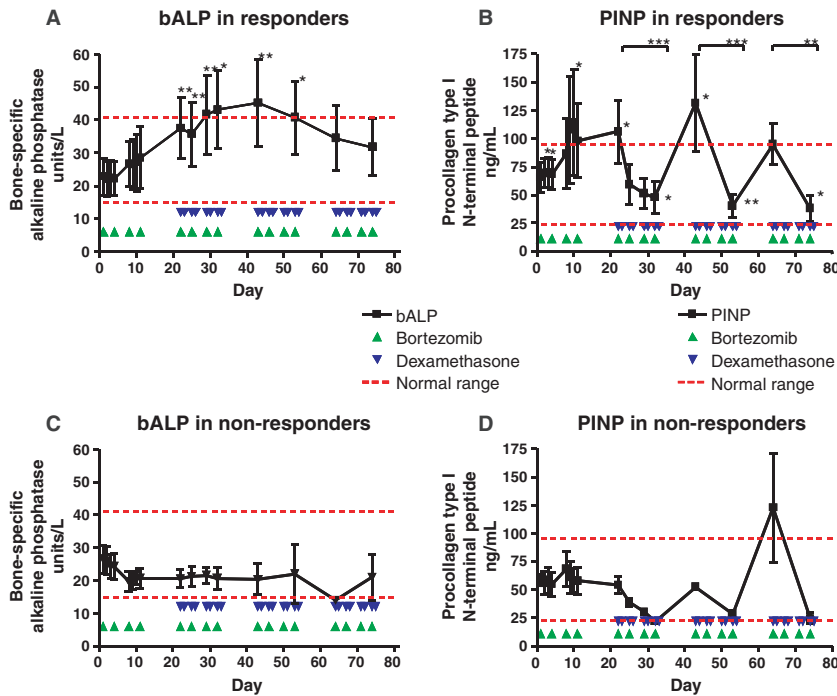 A
bALP in responders
Bone-specific
alkaline phosphatase
units/L
60
50
40
30
20
10
0
** ** ** * ** *
0 10 20 30 40 50 60 70 80
Day
B
PINP in responders
Procollagen type I
N-terminal peptide
ng/mL
175
150
125
100
75
50
25
0
*** *** **
** * * * ** *
0 10 20 30 40 50 60 70 80
Day
bALP
Bortezomib
Dexamethasone
Normal range
PINP
Bortezomib
Dexamethasone
Normal range
C
bALP in non-responders
Bone-specific
alkaline phosphatase
units/L
60
50
40
30
20
10
0
0 10 20 30 40 50 60 70 80
Day
D
PINP in non-responders
Procollagen type I
N-terminal peptide
ng/mL
175
150
125
100
75
50
25
0
0 10 20 30 40 50 60 70 80
Day